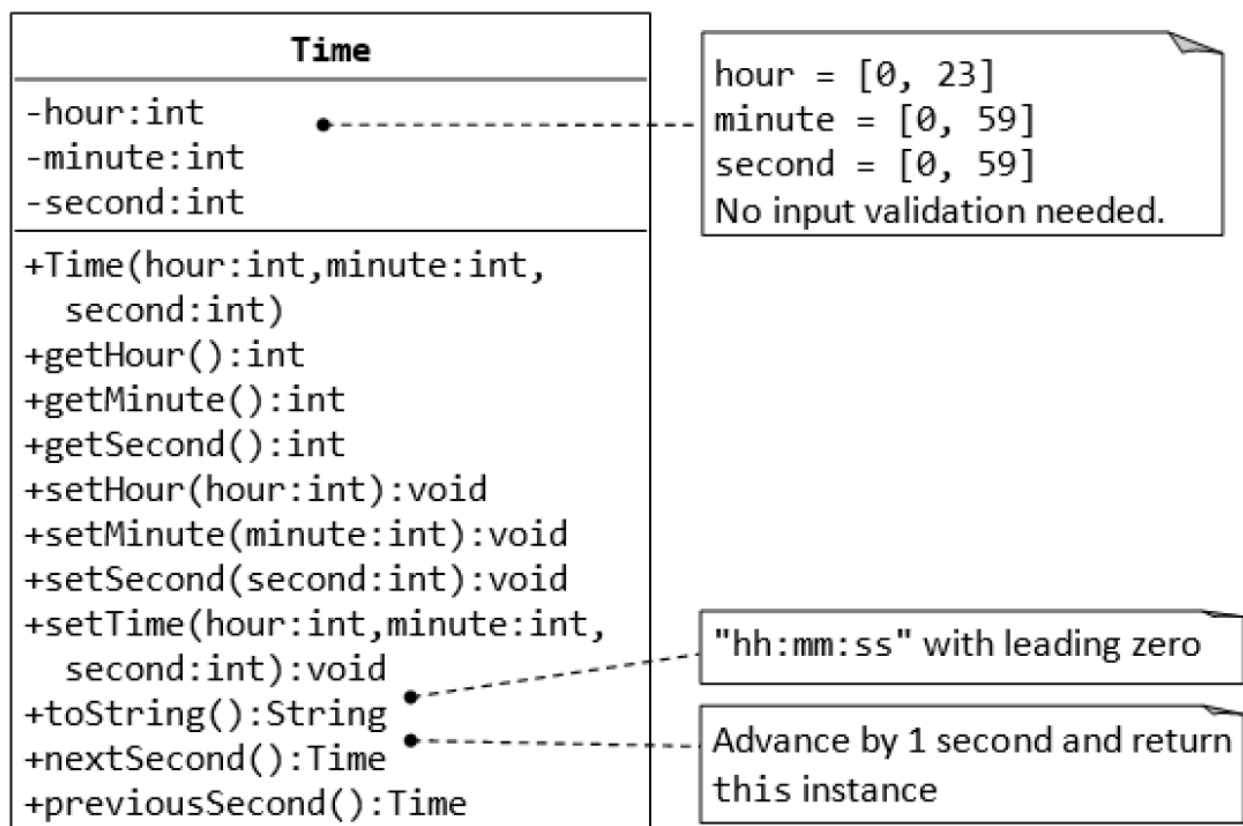 Time
-hour:int
-minute:int
-second:int
hour = [0, 23]
minute = [0, 59]
second = [0, 59]
No input validation needed.
+Time(hour:int,minute:int,
second:int)
+getHour():int
+getMinute():int
+getSecond():int
+setHour(hour:int):void
+setMinute(minute:int):void
+setSecond(second:int):void
+setTime(hour:int,minute:int,
second:int):void
+toString():String
+nextSecond():Time
+previousSecond():Time
"hh:mm:ss" with leading zero
Advance by 1 second and return
this instance